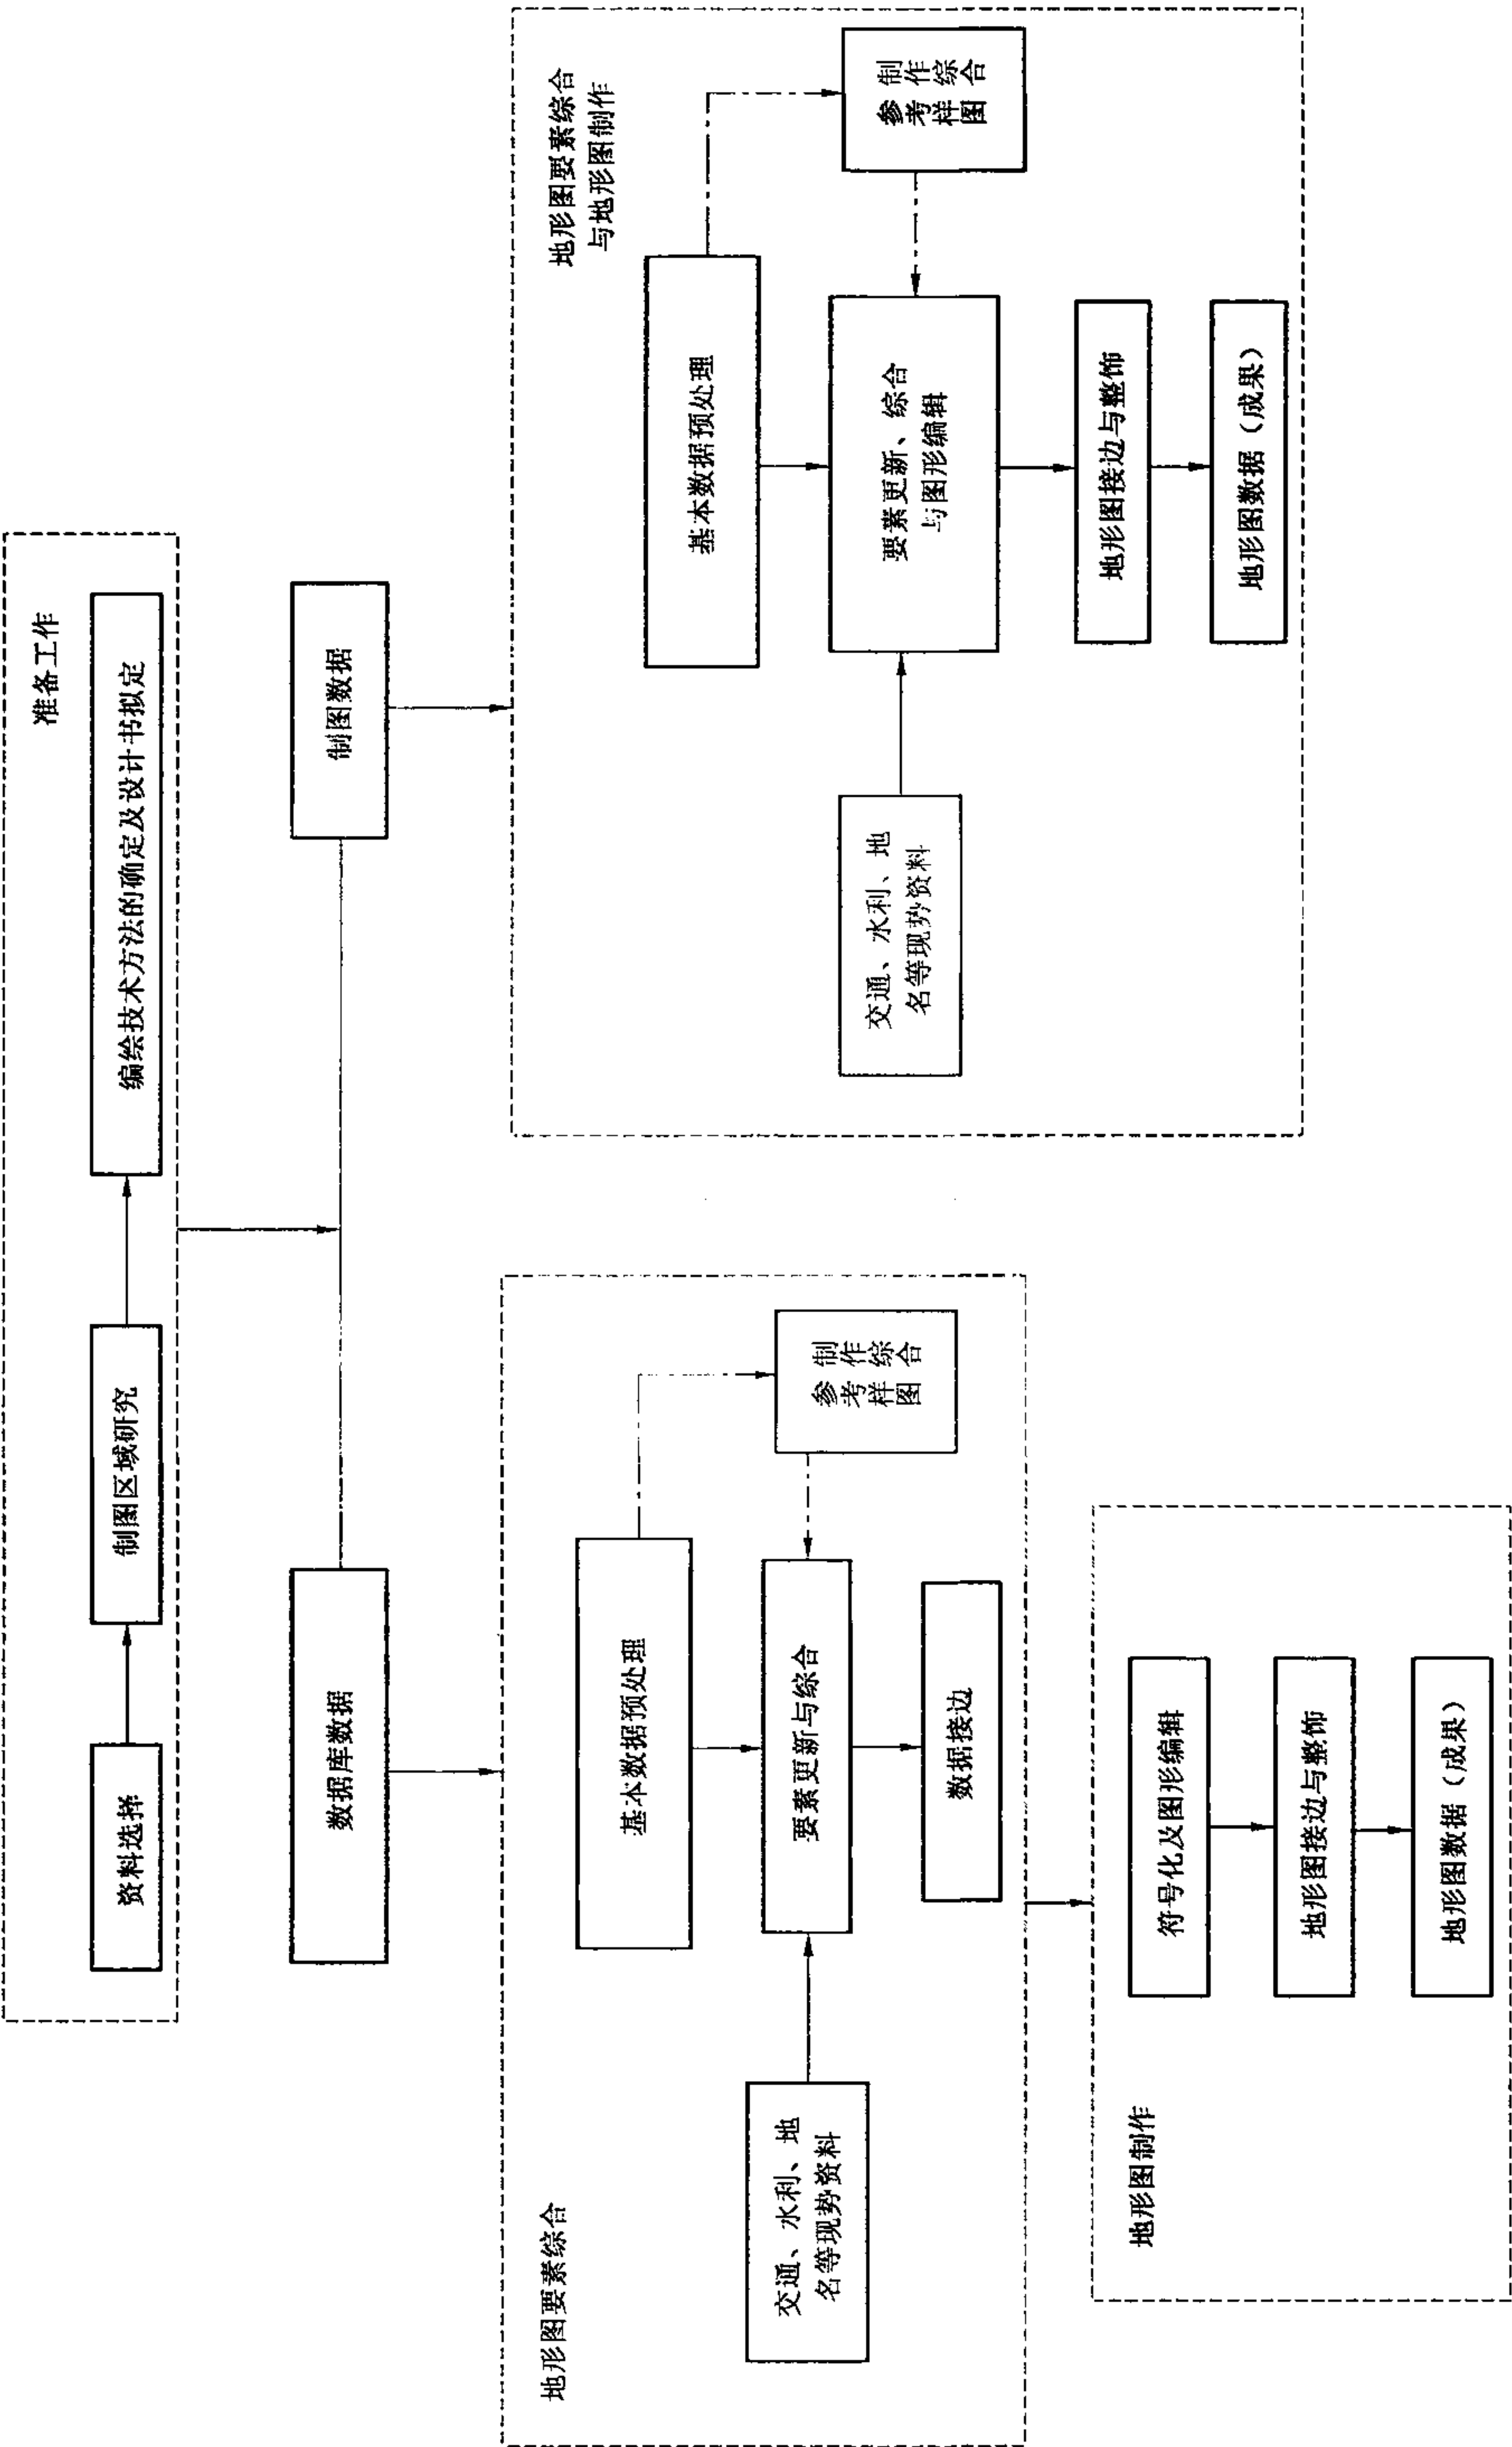 准备工作
资料选择
制图区域研究
编绘技术方法的确定及设计书拟定
数据库数据
制图数据
地形图要素综合
基本数据预处理
制作综合
参考样图
交通、水利、地
名等现势资料
要素更新与综合
数据接边
地形图制作
符号化及图形编辑
地形图接边与整饰
地形图数据（成果）
地形图要素综合
与地形图制作
基本数据预处理
制作综合
参考样图
交通、水利、地
名等现势资料
要素更新、综合
与图形编辑
地形图接边与整饰
地形图数据（成果）